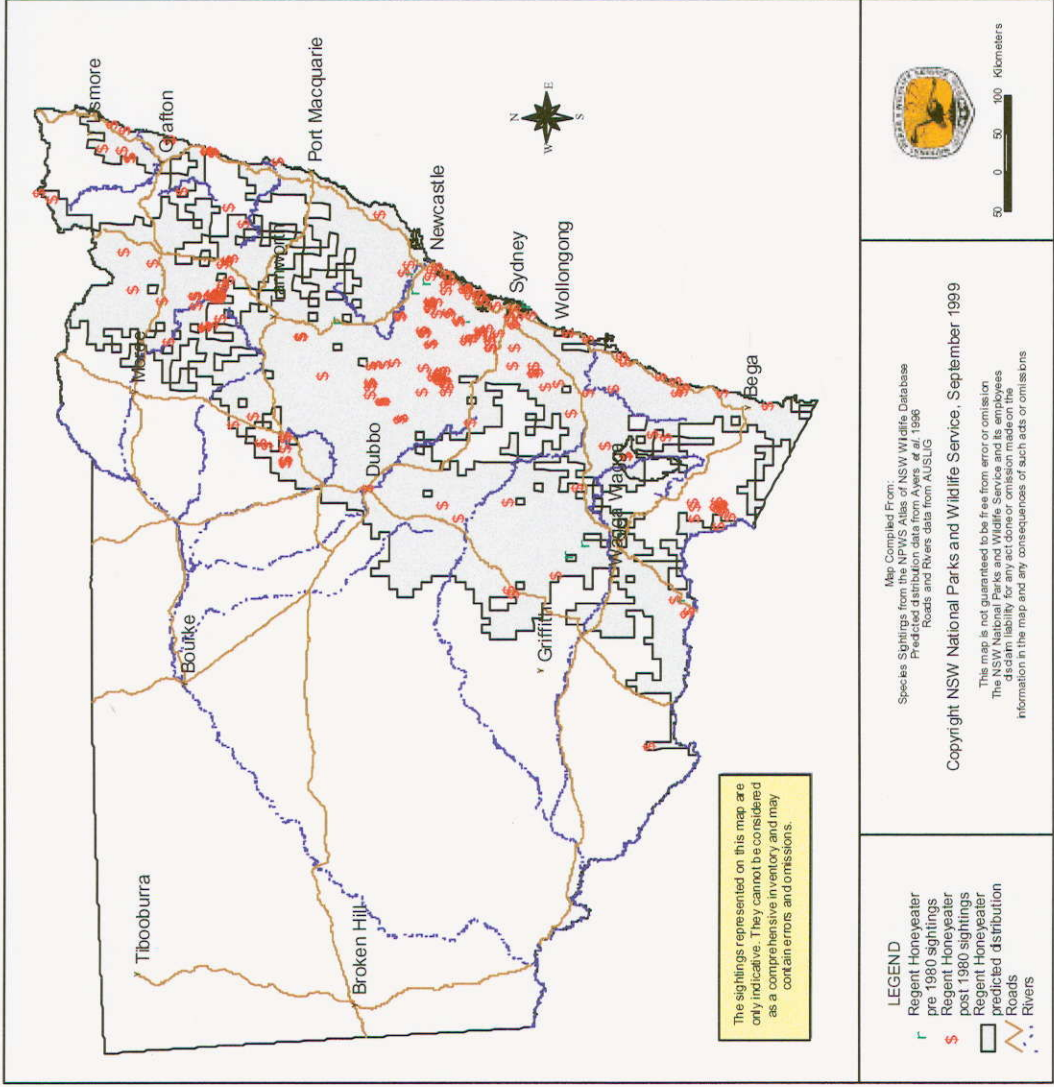 Tibooburra
Bourke
Moree
Lismore
Grafton
Tamworth
Port Macquarie
Broken Hill
Dubbo
Newcastle
Sydney
Wollongong
Griffith
Wagga Wagga
Bega
N
W
E
S
The sightings represented on this map are
only indicative. They cannot be considered
as a comprehensive inventory and may
contain errors and omissions.
LEGEND
r Regent Honeyeater
pre 1980 sightings
$ Regent Honeyeater
post 1980 sightings
Regent Honeyeater
predicted distribution
Roads
Rivers
Map Compiled From:
Species Sightings from the NPWS Atlas of NSW Wildlife Database
Predicted distribution data from Ayers et al. 1996
Roads and Rivers data from AUSLIG
Copyright NSW National Parks and Wildlife Service, September 1999
This map is not guaranteed to be free from error or omission
The NSW National Parks and Wildlife Service and its employees
disclaim liability for any act done or omission made on the
information in the map and any consequences of such acts or omissions
50 0 50 100 Kilometers